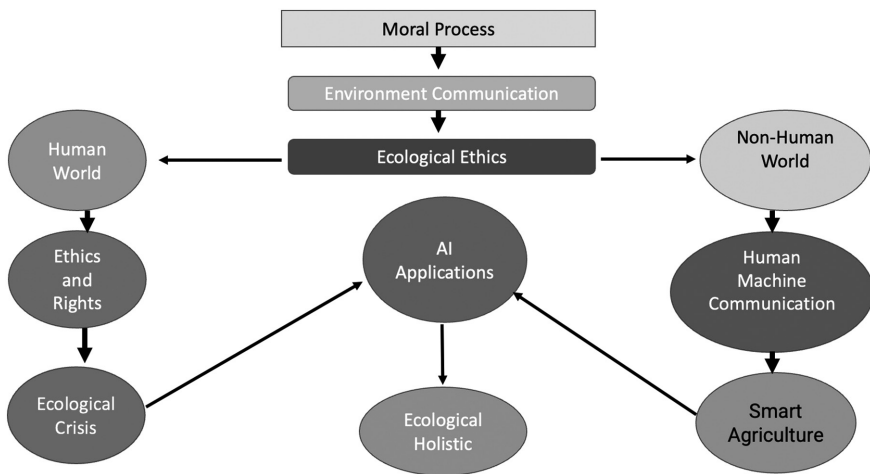 Moral Process
Environment Communication
Ecological Ethics
Human
World
Non-Human
World
Ethics
and
Rights
AI
Applications
Human
Machine
Communication
Ecological
Crisis
Ecological
Holistic
Smart
Agriculture